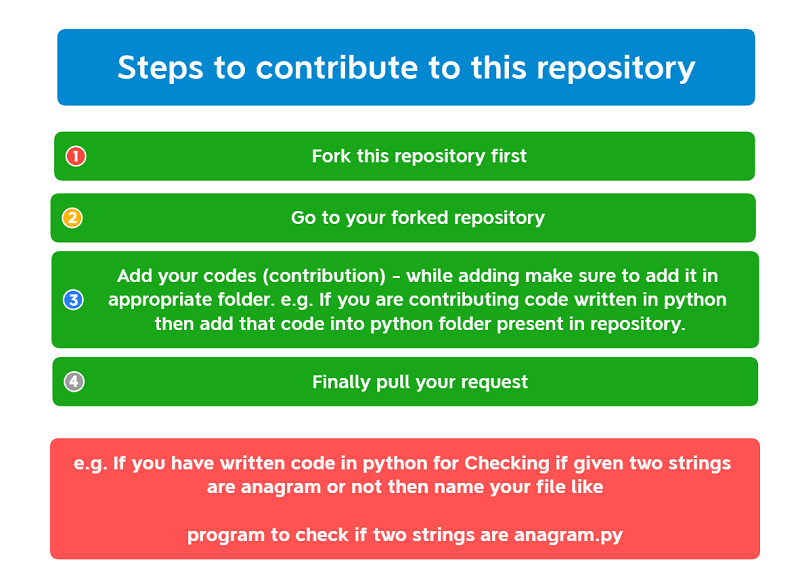 Steps to contribute to this repository
1 Fork this repository first
2 Go to your forked repository
3 Add your codes (contribution) - while adding make sure to add it in
appropriate folder. e.g. If you are contributing code written in python
then add that code into python folder present in repository.
4 Finally pull your request
e.g. If you have written code in python for Checking if given two strings
are anagram or not then name your file like
program to check if two strings are anagram.py